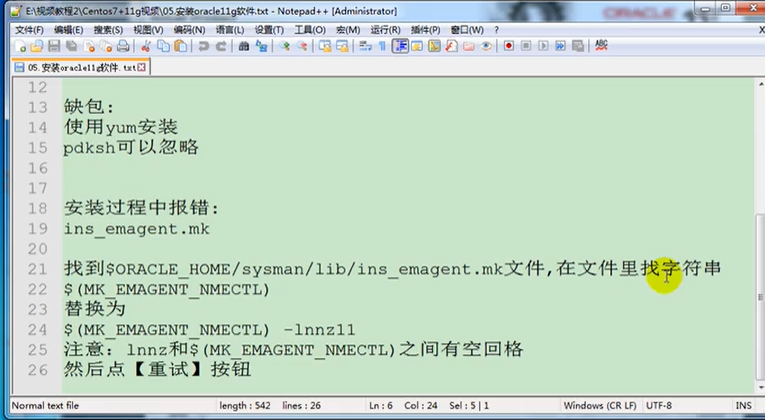 E:\视频教程2\Centos7+11g视频\05.安装oracle11g软件.txt - Notepad++ [Administrator]
文件(F) 编辑(E) 搜索(S) 视图(V) 编码(N) 语言(L) 设置(T) 工具(O) 宏(M) 运行(R) 插件(P) 窗口(W) ?
05.安装oracle11g软件.txt
12
13 缺包:
14 使用yum安装
15 pdksh可以忽略
16
17
18 安装过程中报错:
19 ins_emagent.mk
20
21 找到$ORACLE_HOME/sysman/lib/ins_emagent.mk文件,在文件里找字符串
22 $(MK_EMAGENT_NMECTL)
23 替换为
24 $(MK_EMAGENT_NMECTL) -lnnz11
25 注意: lnnz和$(MK_EMAGENT_NMECTL)之间有空回格
26 然后点【重试】按钮
Normal text file length : 542 lines : 26 Ln : 6 Col : 24 Sel : 5 | 1 Windows (CR LF) UTF-8 INS